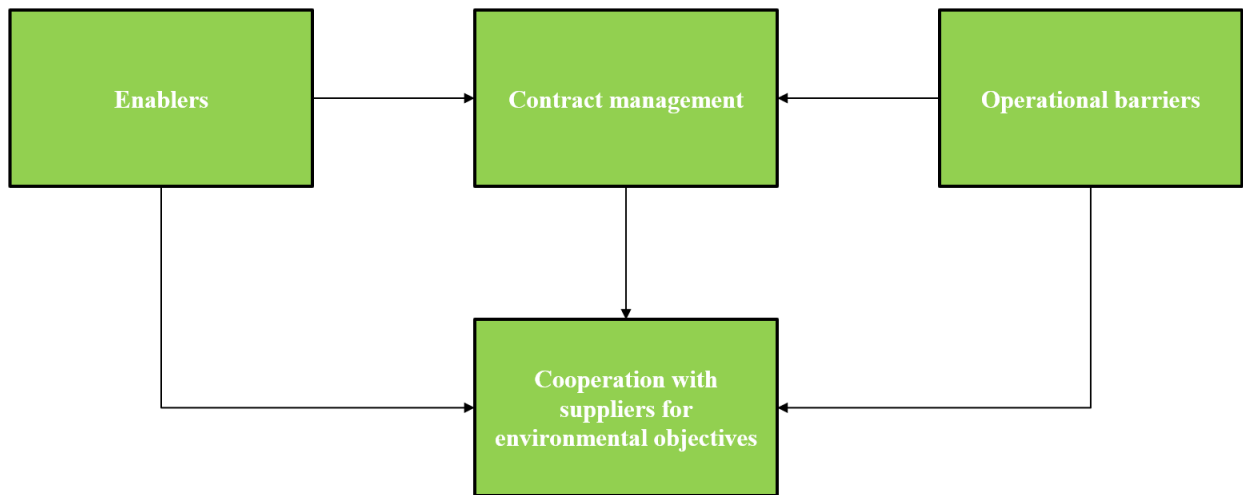 Enablers
Contract management
Operational barriers
Cooperation with
suppliers for
environmental objectives